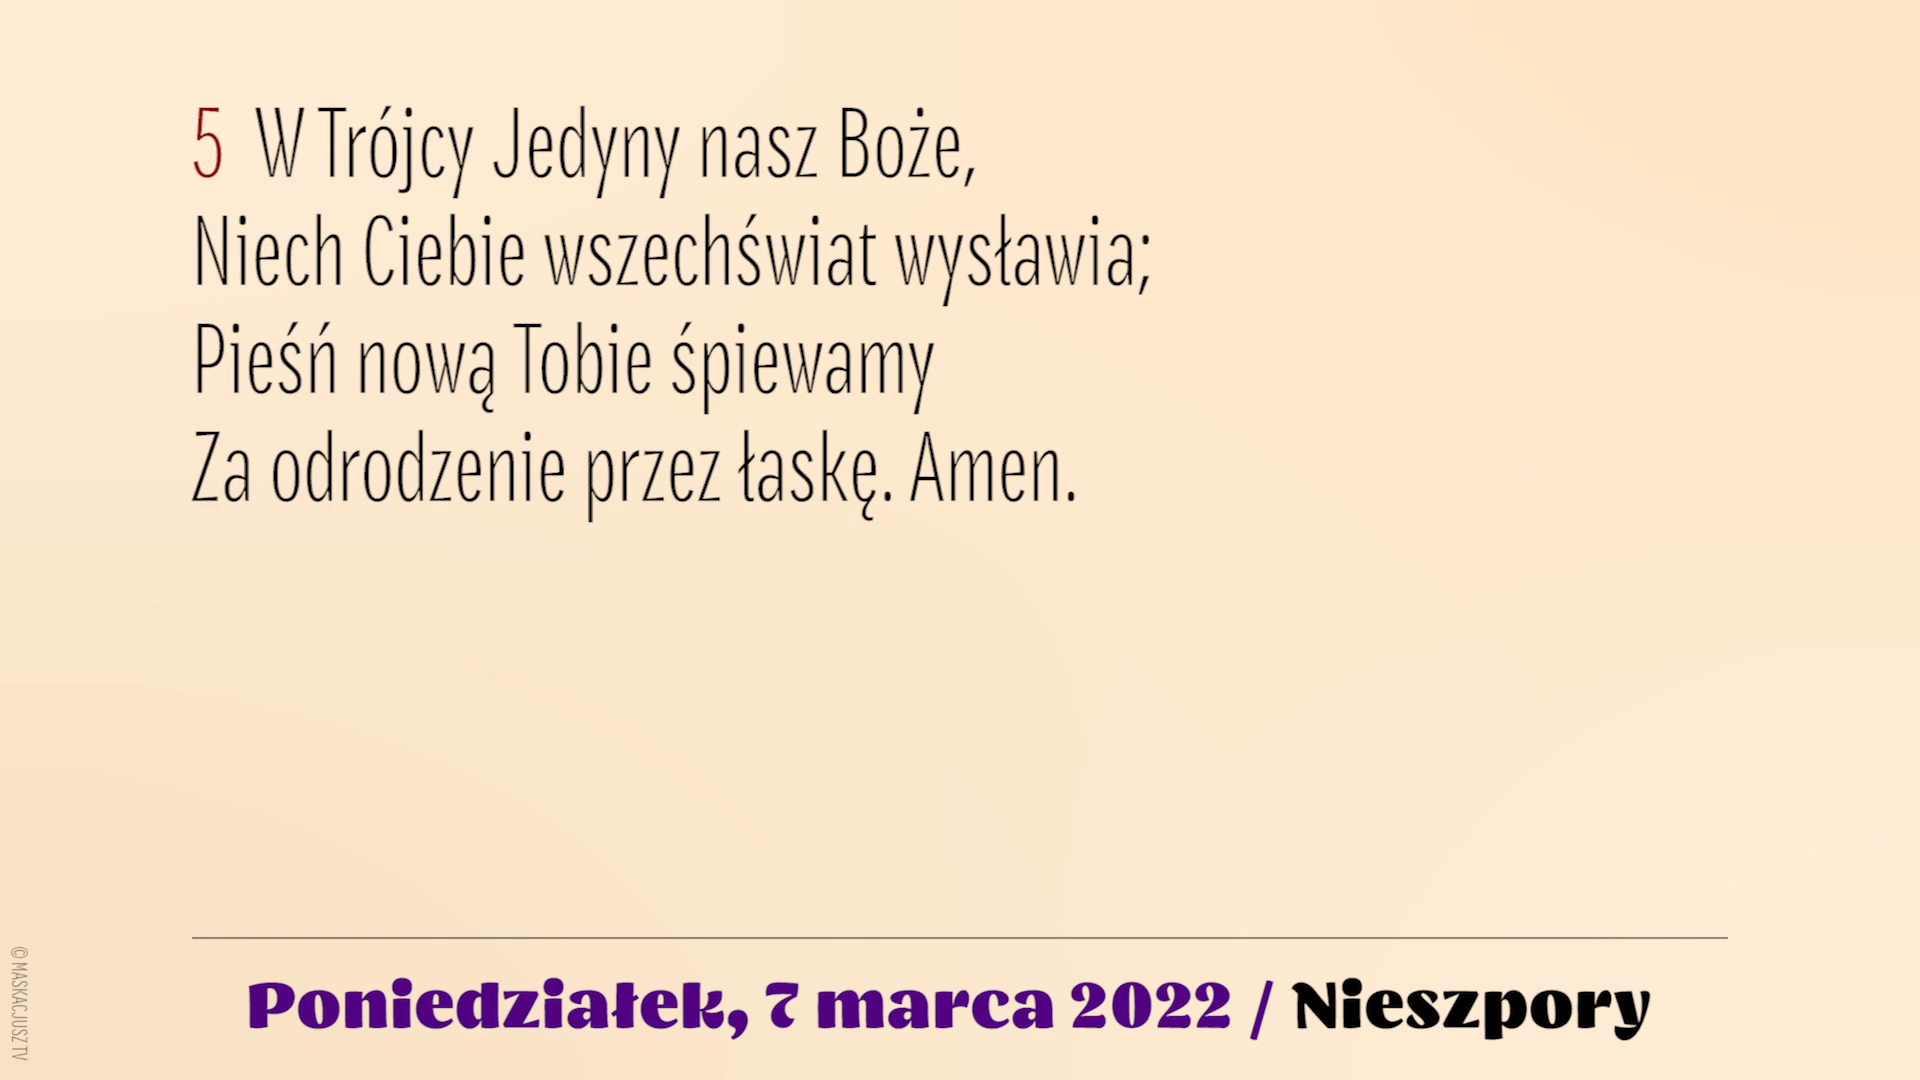 5 W Trójcy Jedyny nasz Boże,
Niech Ciebie wszechświat wysławia;
Pieśń nową Tobie śpiewamy
Za odrodzenie przez łaskę. Amen.
Poniedziałek, 7 marca 2022 / Nieszpory
© MASKACJUSZ TV